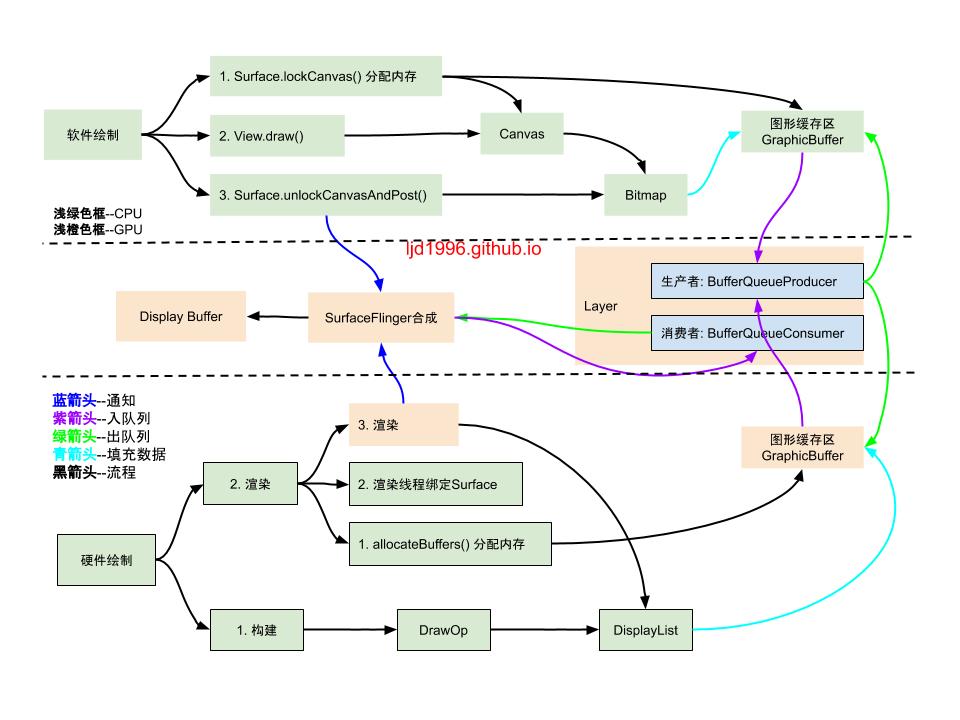 1. Surface.lockCanvas() 分配内存
软件绘制
2. View.draw()
Canvas
图形缓存区
GraphicBuffer
3. Surface.unlockCanvasAndPost()
Bitmap
浅绿色框--CPU
浅橙色框--GPU
ljd1996.github.io
Display Buffer
SurfaceFlinger合成
Layer
生产者: BufferQueueProducer
消费者: BufferQueueConsumer
蓝箭头--通知
紫箭头--入队列
绿箭头--出队列
青箭头--填充数据
黑箭头--流程
3. 渲染
图形缓存区
GraphicBuffer
2. 渲染
2. 渲染线程绑定Surface
1. allocateBuffers() 分配内存
硬件绘制
1. 构建
DrawOp
DisplayList